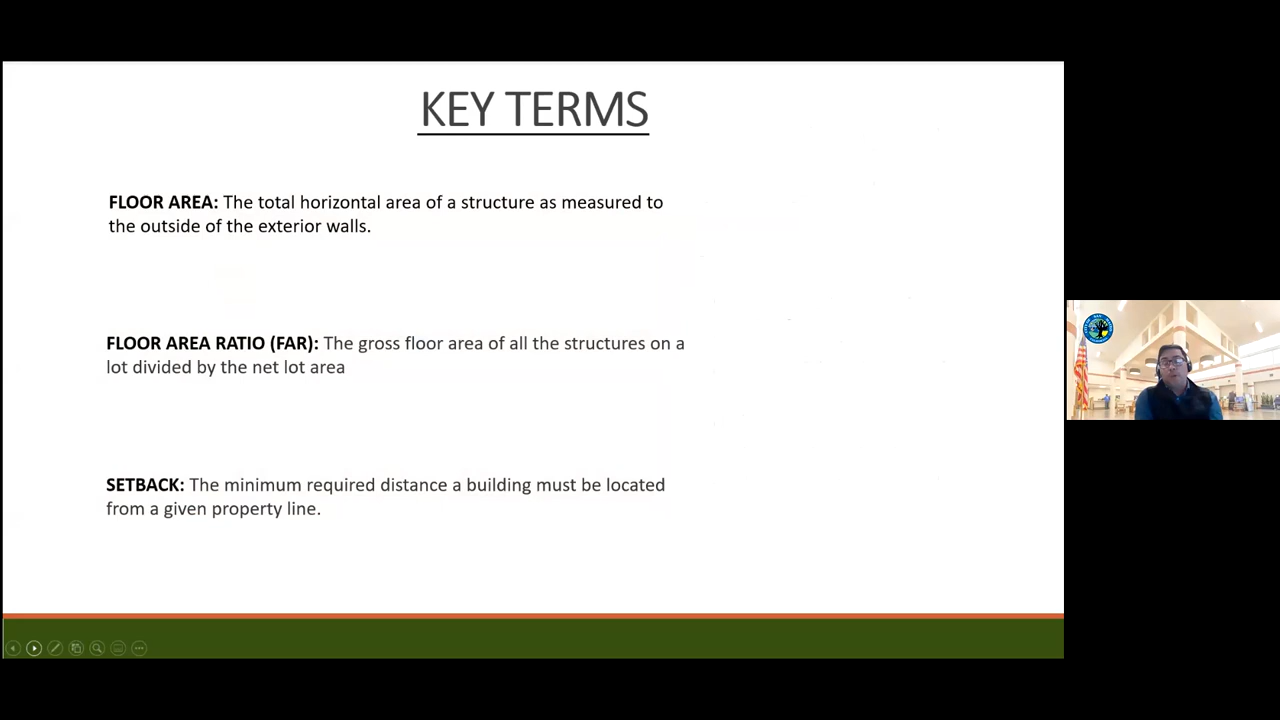 KEY TERMS
FLOOR AREA: The total horizontal area of a structure as measured to
the outside of the exterior walls.
FLOOR AREA RATIO (FAR): The gross floor area of all the structures on a
lot divided by the net lot area
SETBACK: The minimum required distance a building must be located
from a given property line.